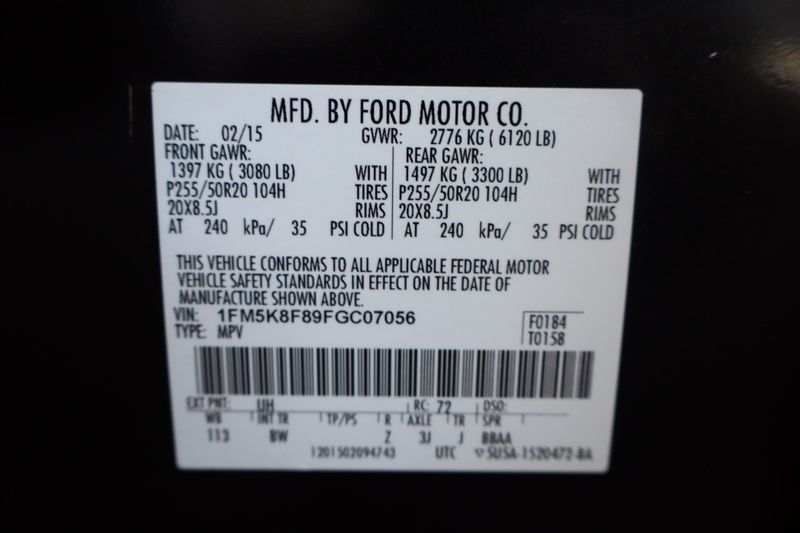 MFD. BY FORD MOTOR CO.
DATE: 02/15 GVWR: 2776 KG ( 6120 LB)
FRONT GAWR: REAR GAWR:
1397 KG ( 3080 LB) WITH 1497 KG ( 3300 LB) WITH
P255/50R20 104H TIRES P255/50R20 104H TIRES
20X8.5J RIMS 20X8.5J RIMS
AT 240 kPa/ 35 PSI COLD AT 240 kPa/ 35 PSI COLD
THIS VEHICLE CONFORMS TO ALL APPLICABLE FEDERAL MOTOR
VEHICLE SAFETY STANDARDS IN EFFECT ON THE DATE OF
MANUFACTURE SHOWN ABOVE.
VIN: 1FM5K8F89FGC07056 F0184
TYPE: MPV T0158
EXT PNT: UH RC: 72 DSO:
WB INT TR TP/PS R AXLE TR SPR
113 BW Z 3J J BBAA
1201502094743 UTC ▽SUSA-1520472-BA